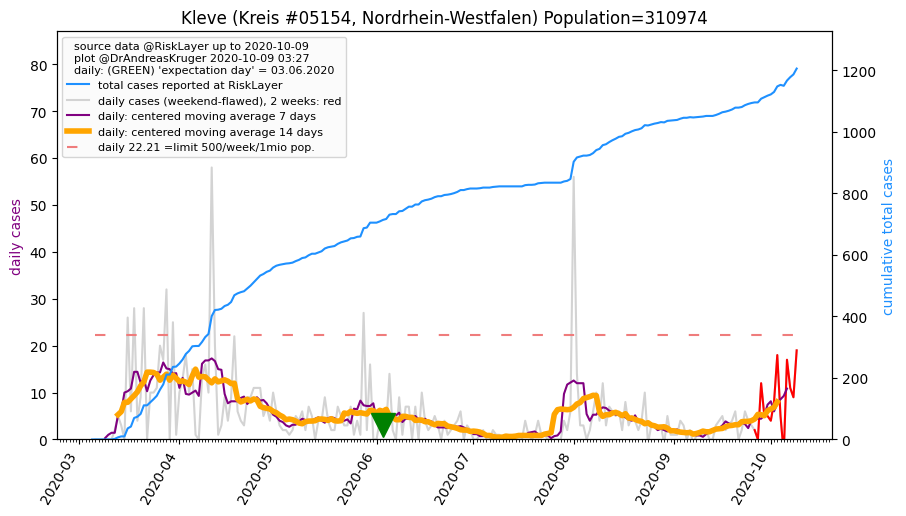 Kleve (Kreis #05154, Nordrhein-Westfalen) Population=310974
source data @RiskLayer up to 2020-10-09
plot @DrAndreasKruger 2020-10-09 03:27
daily: (GREEN) 'expectation day' = 03.06.2020
total cases reported at RiskLayer
daily cases (weekend-flawed), 2 weeks: red
daily: centered moving average 7 days
daily: centered moving average 14 days
daily 22.21 =limit 500/week/1mio pop.
daily cases
80
70
60
50
40
30
20
10
0
cumulative total cases
1200
1000
800
600
400
200
0
2020-03
2020-04
2020-05
2020-06
2020-07
2020-08
2020-09
2020-10